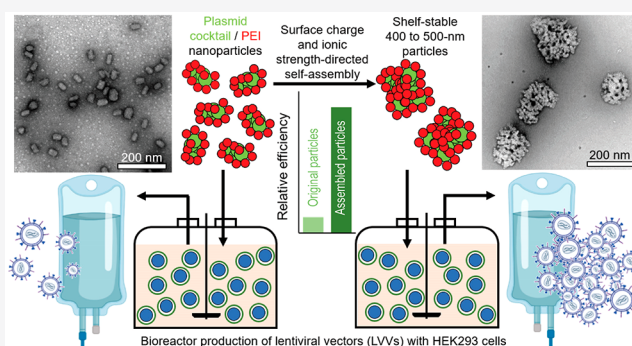 Plasmid
cocktail / PEI
nanoparticles
Surface charge
and ionic
strength-directed
self-assembly
Shelf-stable
400 to 500-nm
particles
200 nm
200 nm
Relative efficiency
Original particles
Assembled particles
Bioreactor production of lentiviral vectors (LVVs) with HEK293 cells